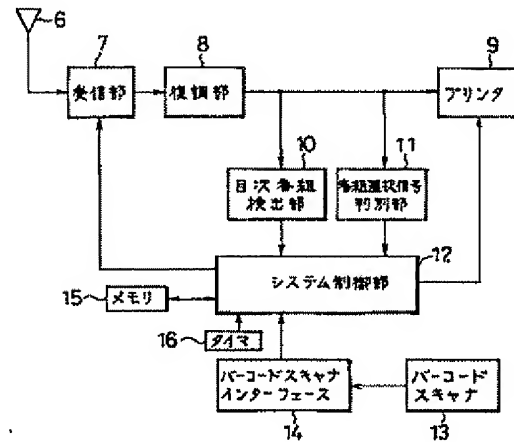 6
7
8
9
受信部
復調部
プリンタ
10
11
目次番組
検出部
番組選択信号
判別部
12
システム制御部
15
メモリ
16
タイマ
バーコードスキャナ
インターフェース
バーコード
スキャナ
14
13